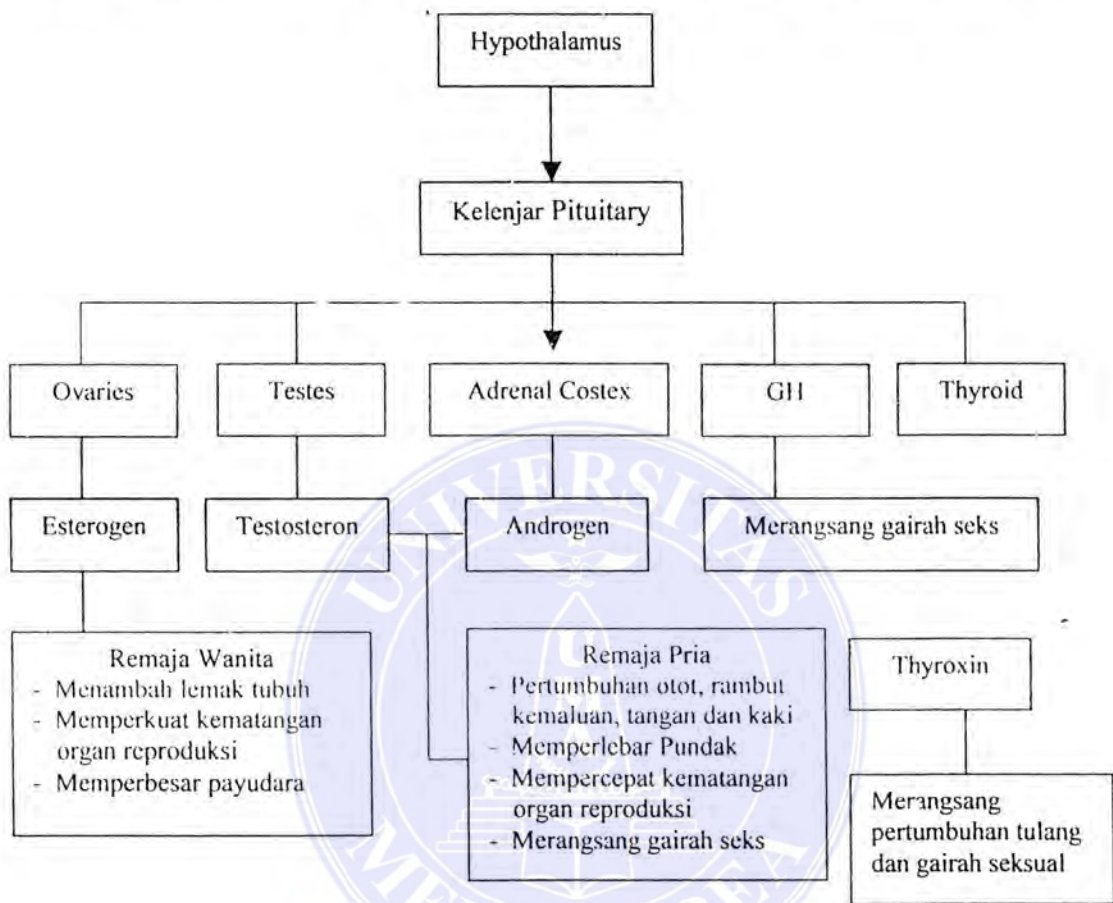 Hypothalamus
Kelenjar Pituitary
Ovaries
Testes
Adrenal Costex
GH
Thyroid
Esterogen
Testosteron
Androgen
Merangsang gairah seks
Remaja Wanita
- Menambah lemak tubuh
- Memperkuat kematangan
organ reproduksi
- Memperbesar payudara
Remaja Pria
- Pertumbuhan otot, rambut
kemaluan, tangan dan kaki
- Memperlebar Pundak
- Mempercepat kematangan
organ reproduksi
- Merangsang gairah seks
Thyroxin
Merangsang
pertumbuhan tulang
dan gairah seksual
UNIVERSITAS